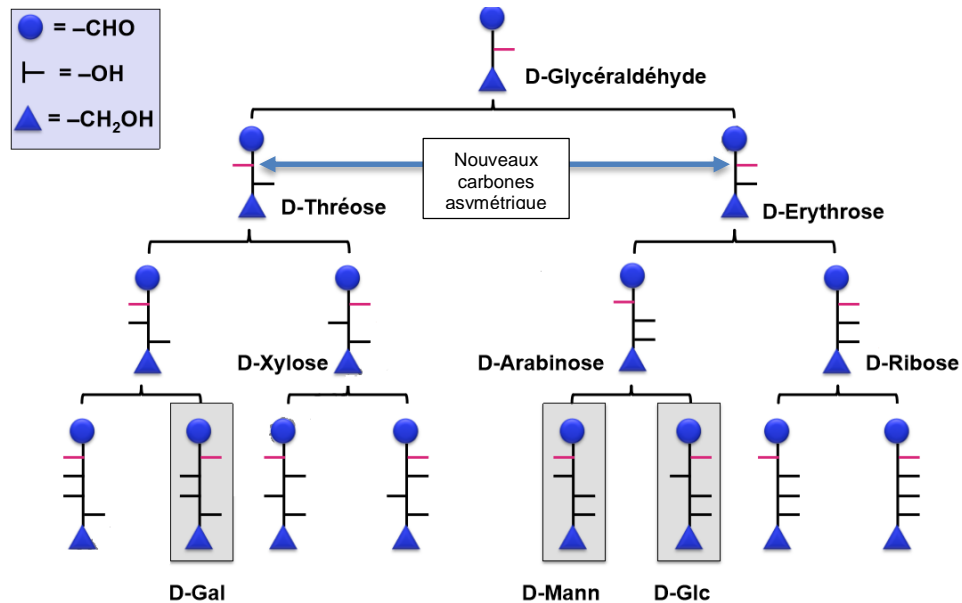 = –CHO
= –OH
= –CH₂OH
D-Glycéraldéhyde
Nouveaux
carbones
asymétrique
D-Thréose
D-Erythrose
D-Xylose
D-Arabinose
D-Ribose
D-Gal
D-Mann
D-Glc